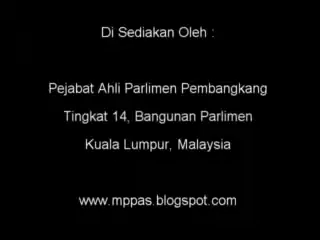 Di Sediakan Oleh :
Pejabat Ahli Parlimen Pembangkang
Tingkat 14, Bangunan Parlimen
Kuala Lumpur, Malaysia
www.mppas.blogspot.com